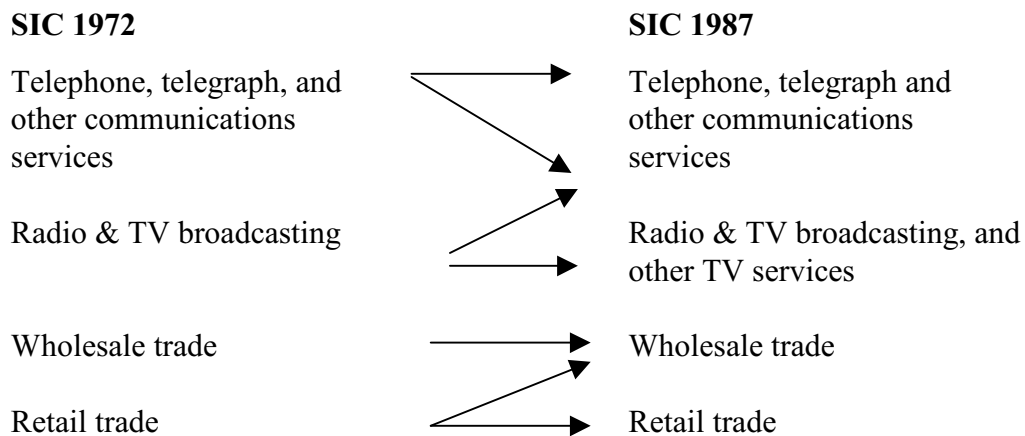 SIC 1972 SIC 1987
Telephone, telegraph, and Telephone, telegraph and
other communications other communications
services services
Radio & TV broadcasting Radio & TV broadcasting, and
other TV services
Wholesale trade Wholesale trade
Retail trade Retail trade